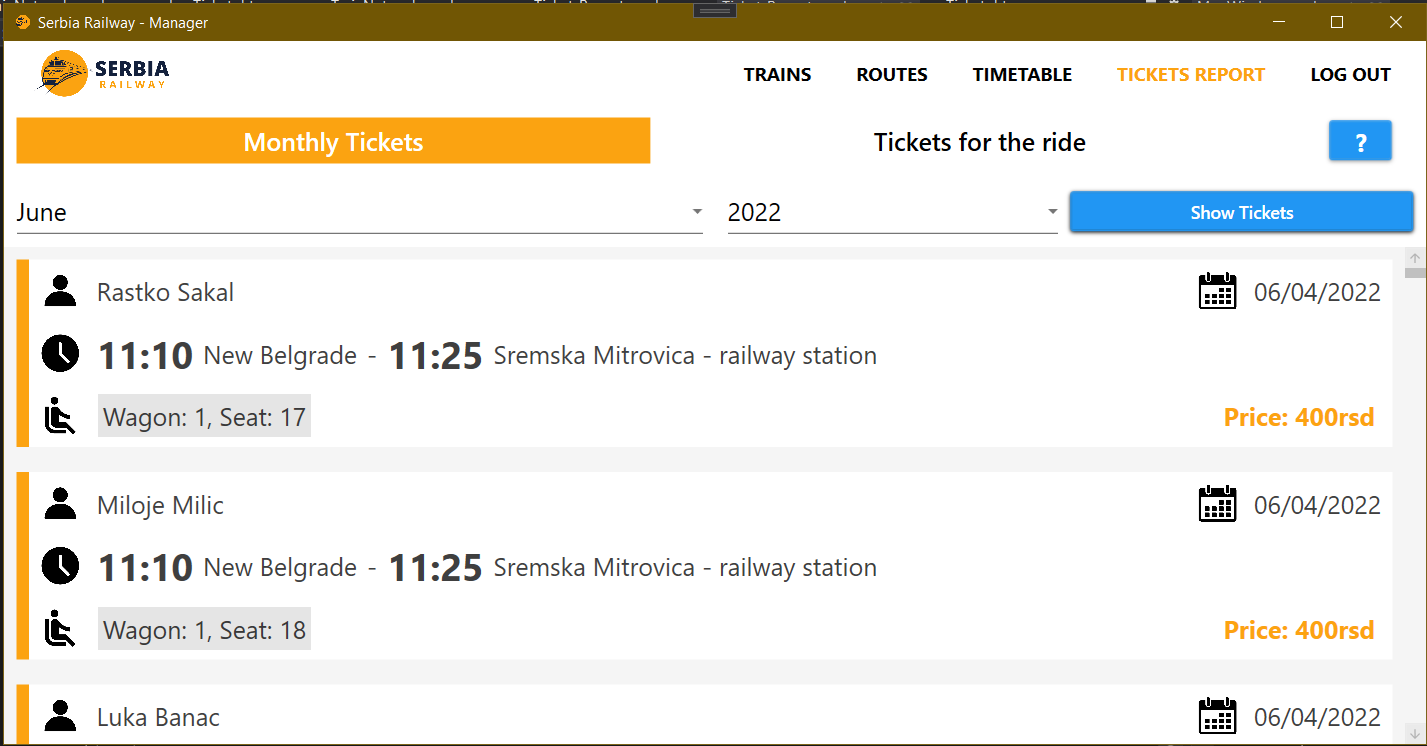 Serbia Railway - Manager
SERBIA
RAILWAY
TRAINS ROUTES TIMETABLE TICKETS REPORT LOG OUT
Monthly Tickets Tickets for the ride ?
June 2022 Show Tickets
Rastko Sakal 06/04/2022
11:10 New Belgrade - 11:25 Sremska Mitrovica - railway station
Wagon: 1, Seat: 17 Price: 400rsd
Miloje Milic 06/04/2022
11:10 New Belgrade - 11:25 Sremska Mitrovica - railway station
Wagon: 1, Seat: 18 Price: 400rsd
Luka Banac 06/04/2022